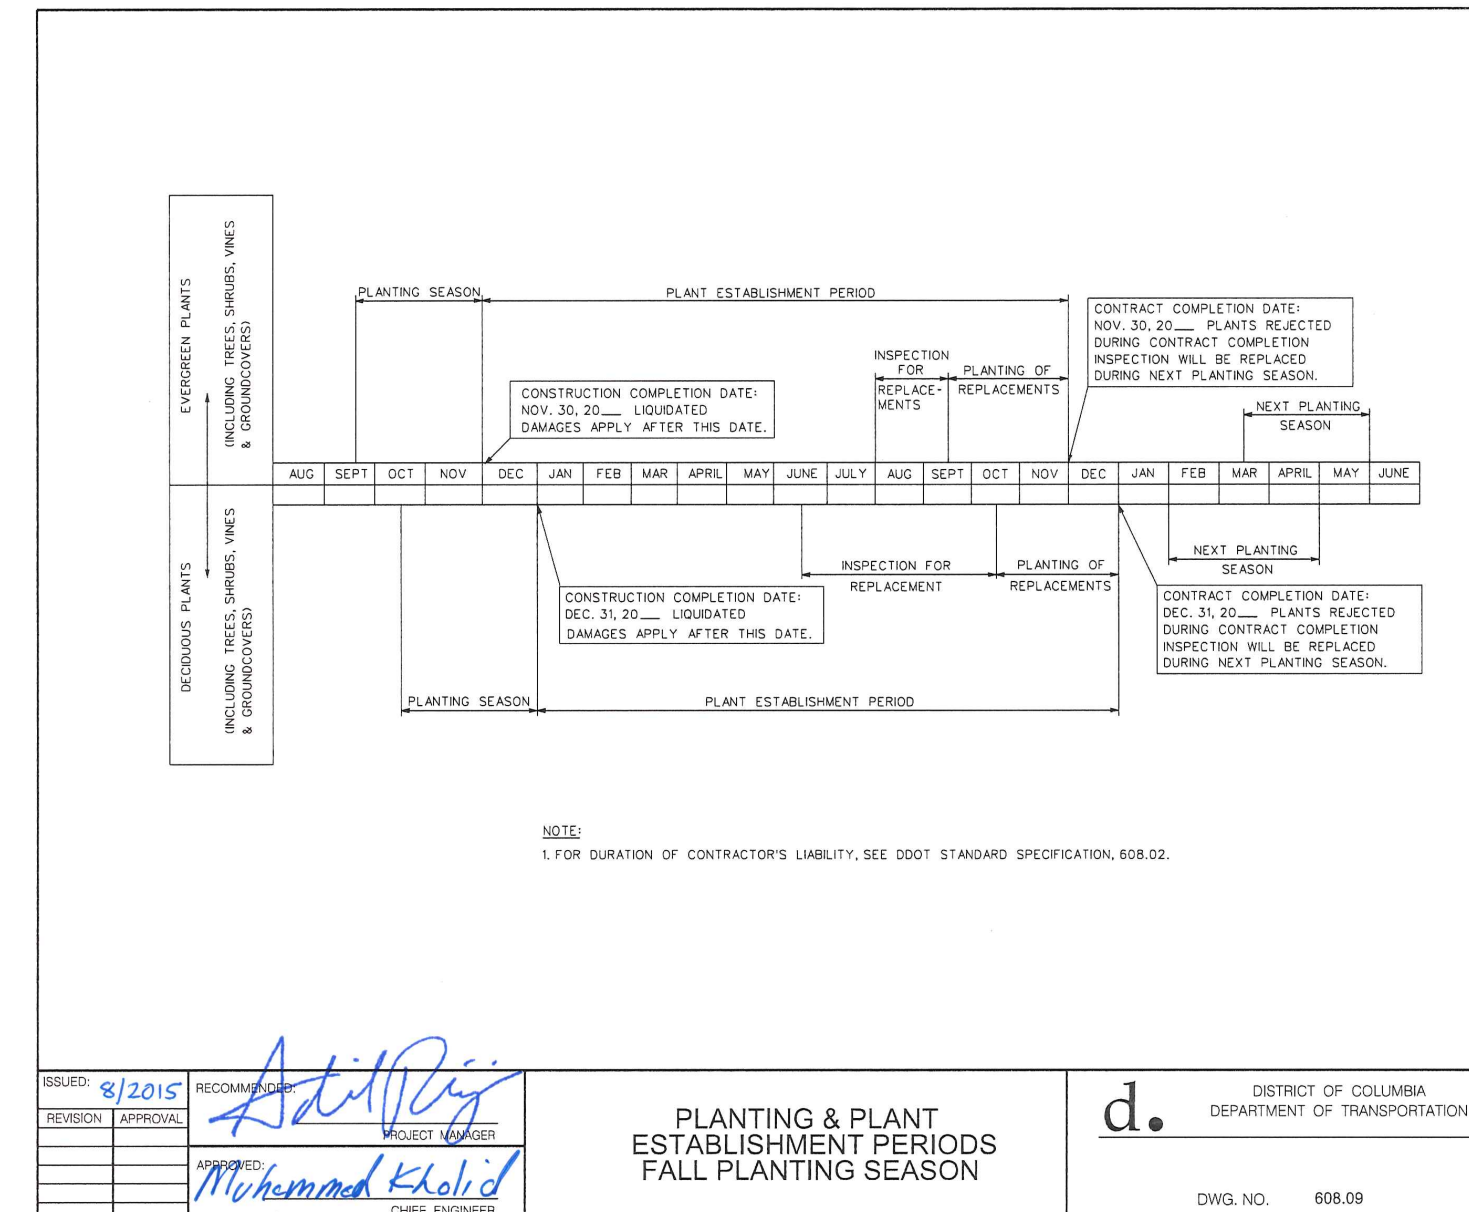 EVERGREEN PLANTS
(INCLUDING TREES, SHRUBS, VINES
& GROUNDCOVERS)
PLANTING SEASON
PLANT ESTABLISHMENT PERIOD
CONTRACT COMPLETION DATE:
NOV. 30, 20__ PLANTS REJECTED
DURING CONTRACT COMPLETION
INSPECTION WILL BE REPLACED
DURING NEXT PLANTING SEASON.
INSPECTION
FOR
REPLACE-
MENTS
PLANTING OF
REPLACEMENTS
CONSTRUCTION COMPLETION DATE:
NOV. 30, 20__ LIQUIDATED
DAMAGES APPLY AFTER THIS DATE.
NEXT PLANTING
SEASON
AUG SEPT OCT NOV DEC JAN FEB MAR APRIL MAY JUNE JULY AUG SEPT OCT NOV DEC JAN FEB MAR APRIL MAY JUNE
DECIDUOUS PLANTS
(INCLUDING TREES, SHRUBS, VINES
& GROUNDCOVERS)
NEXT PLANTING
SEASON
INSPECTION FOR
REPLACEMENT
PLANTING OF
REPLACEMENTS
CONSTRUCTION COMPLETION DATE:
DEC. 31, 20__ LIQUIDATED
DAMAGES APPLY AFTER THIS DATE.
CONTRACT COMPLETION DATE:
DEC. 31, 20__ PLANTS REJECTED
DURING CONTRACT COMPLETION
INSPECTION WILL BE REPLACED
DURING NEXT PLANTING SEASON.
PLANTING SEASON
PLANT ESTABLISHMENT PERIOD
NOTE:
1. FOR DURATION OF CONTRACTOR'S LIABILITY, SEE DDOT STANDARD SPECIFICATION, 608.02.
ISSUED: 8/2015
REVISION APPROVAL
RECOMMENDED:
PROJECT MANAGER
APPROVED:
Muhammed Kholid
CHIEF ENGINEER
PLANTING & PLANT
ESTABLISHMENT PERIODS
FALL PLANTING SEASON
d.
DISTRICT OF COLUMBIA
DEPARTMENT OF TRANSPORTATION
DWG. NO. 608.09